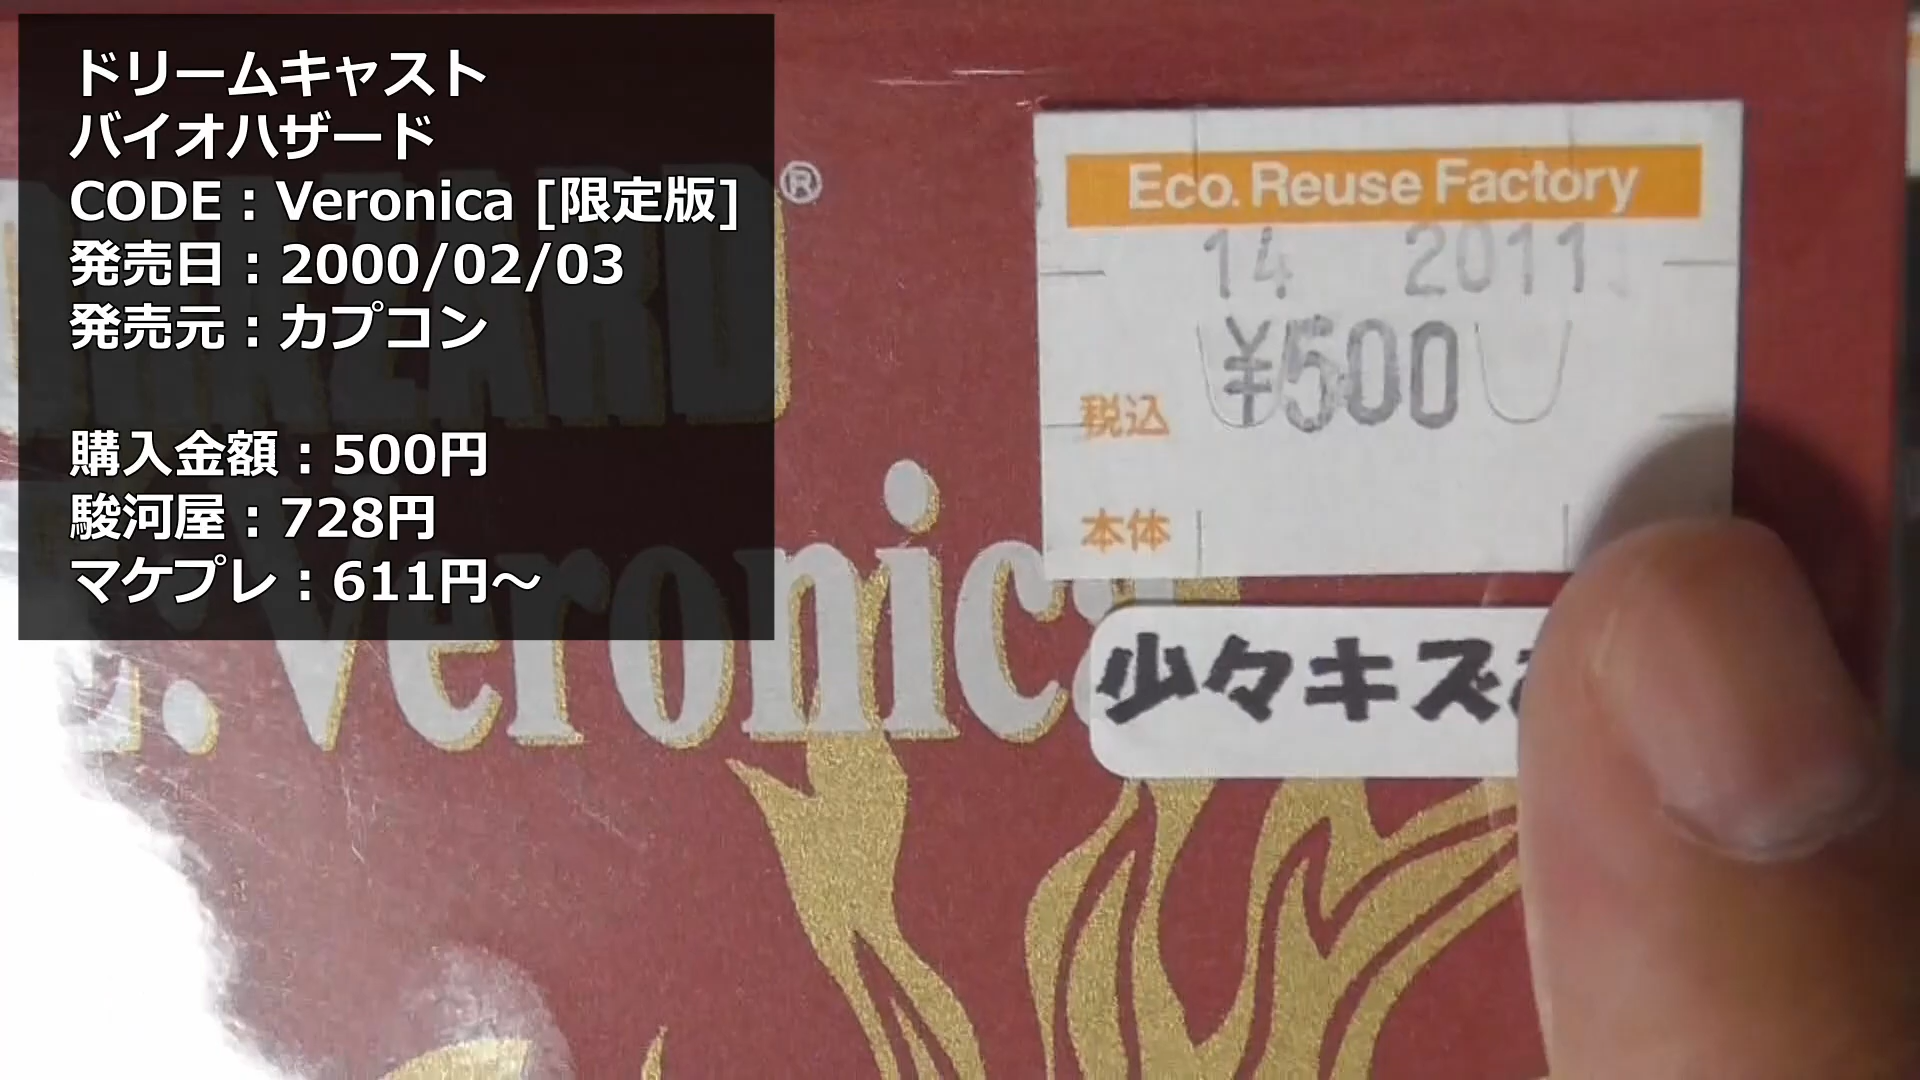 ドリームキャスト
バイオハザード
CODE：Veronica [限定版]
発売日：2000/02/03
発売元：カプコン
購入金額：500円
駿河屋：728円
マケプレ：611円～
HAZARD®
Veronica
Eco. Reuse Factory
14 2011
¥500
税込
本体
少々キズ